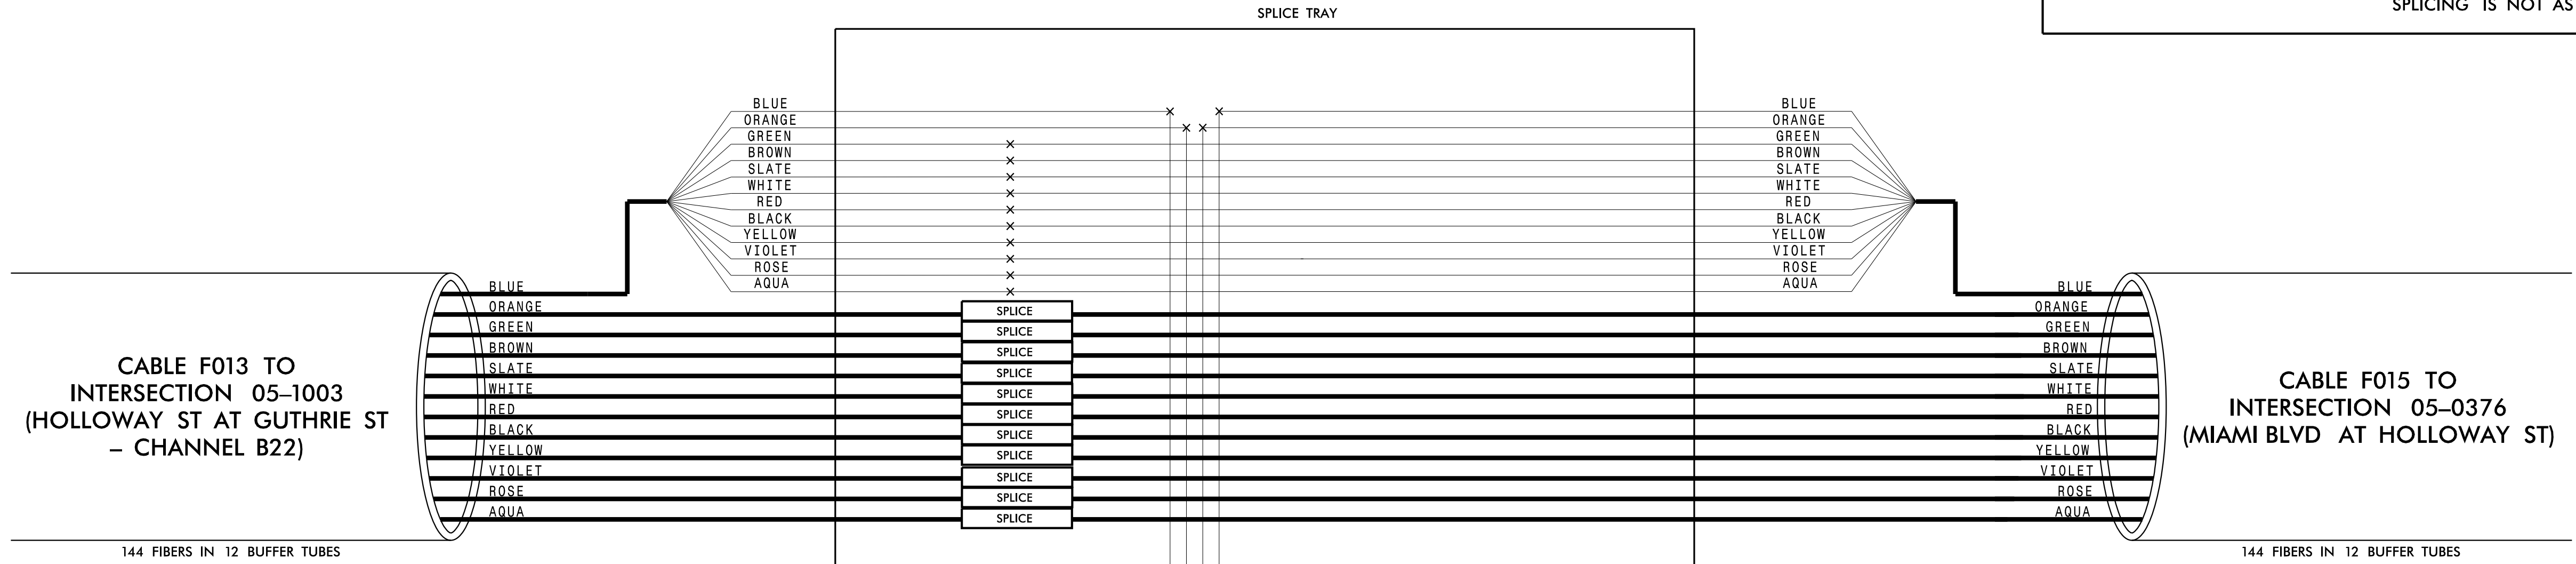 SPLICING IS NOT AS
SPLICE TRAY
BLUE
ORANGE
GREEN
BROWN
SLATE
WHITE
RED
BLACK
YELLOW
VIOLET
ROSE
AQUA
BLUE
ORANGE
GREEN
BROWN
SLATE
WHITE
RED
BLACK
YELLOW
VIOLET
ROSE
AQUA
CABLE F013 TO
INTERSECTION 05–1003
(HOLLOWAY ST AT GUTHRIE ST
– CHANNEL B22)
144 FIBERS IN 12 BUFFER TUBES
BLUE
ORANGE
GREEN
BROWN
SLATE
WHITE
RED
BLACK
YELLOW
VIOLET
ROSE
AQUA
SPLICE
SPLICE
SPLICE
SPLICE
SPLICE
SPLICE
SPLICE
SPLICE
SPLICE
SPLICE
SPLICE
BLUE
ORANGE
GREEN
BROWN
SLATE
WHITE
RED
BLACK
YELLOW
VIOLET
ROSE
AQUA
CABLE F015 TO
INTERSECTION 05–0376
(MIAMI BLVD AT HOLLOWAY ST)
144 FIBERS IN 12 BUFFER TUBES